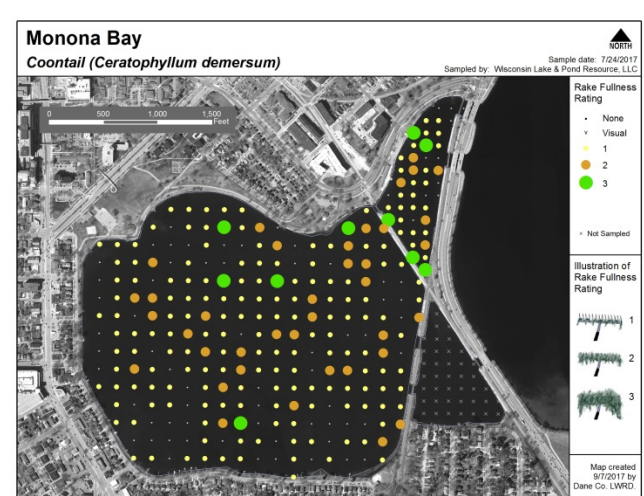 Monona Bay
Coontail (Ceratophyllum demersum)
NORTH
Sample date: 7/24/2017
Sampled by: Wisconsin Lake & Pond Resource, LLC
0 500 1,000 1,500
Feet
Rake Fullness
Rating
None
Visual
1
2
3
Not Sampled
Illustration of
Rake Fullness
Rating
1
2
3
Map created
9/7/2017 by
Dane Co. LWRD.